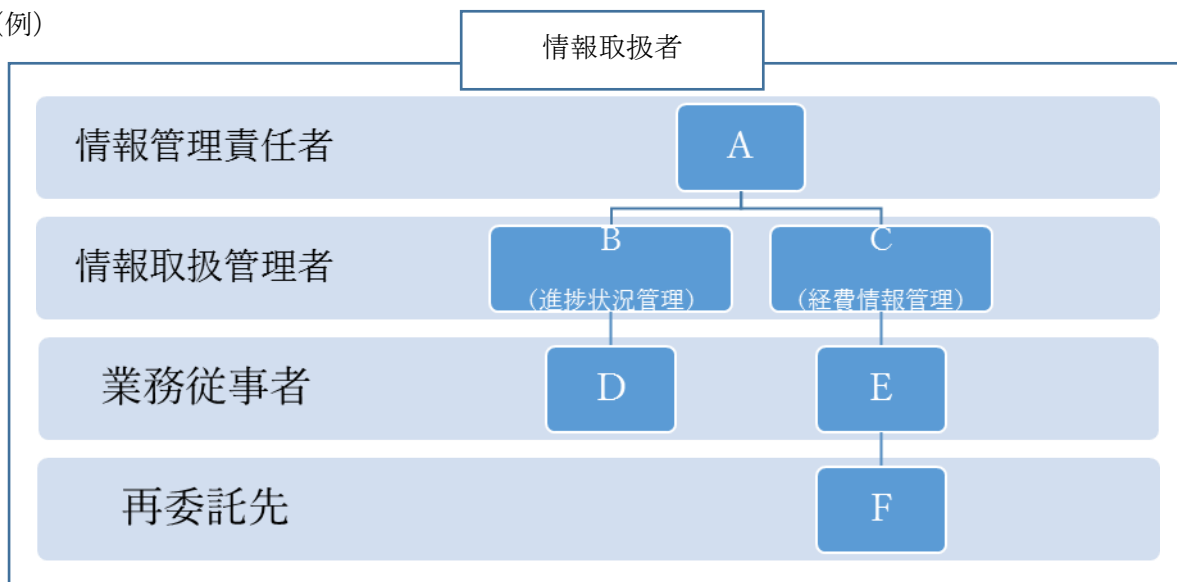 (例)
情報取扱者
情報管理責任者
A
情報取扱管理者
B
(進捗状況管理)
C
(経費情報管理)
業務従事者
D
E
再委託先
F